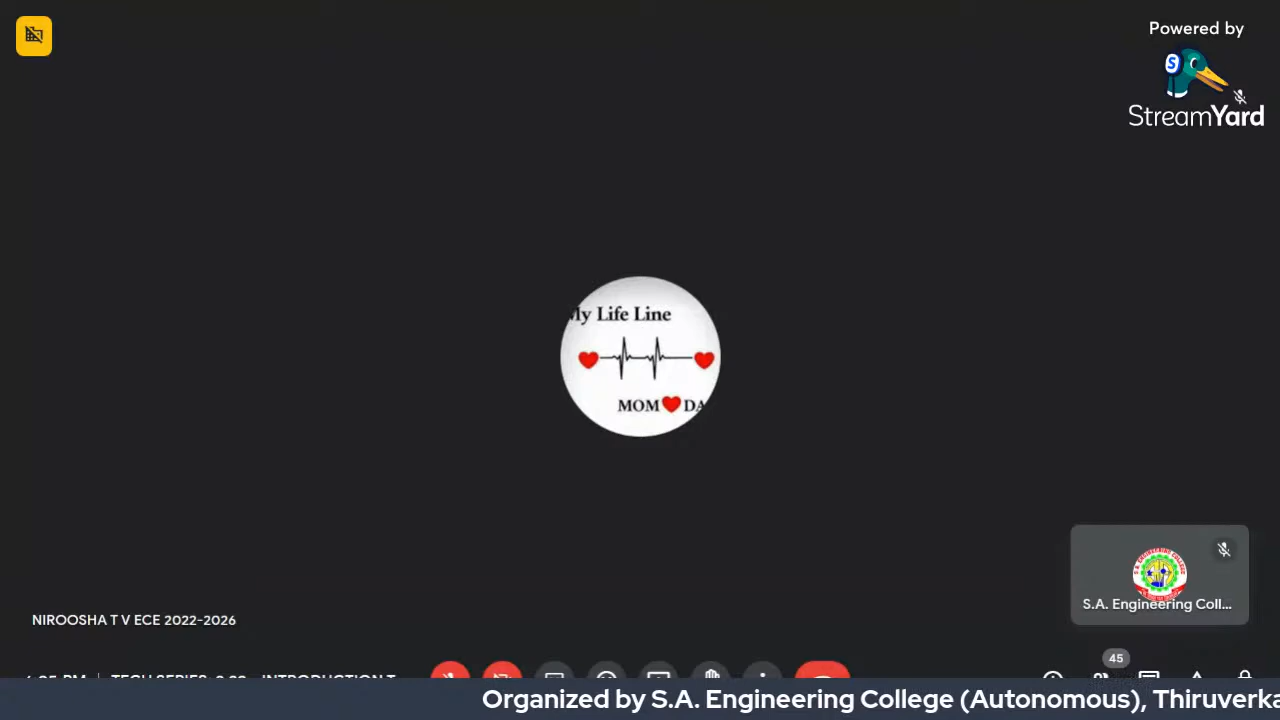 Powered by
S
StreamYard
My Life Line
MOM DA
S.A. Engineering Coll...
NIROOSHA T V ECE 2022-2026
45
Organized by S.A. Engineering College (Autonomous), Thiruverka